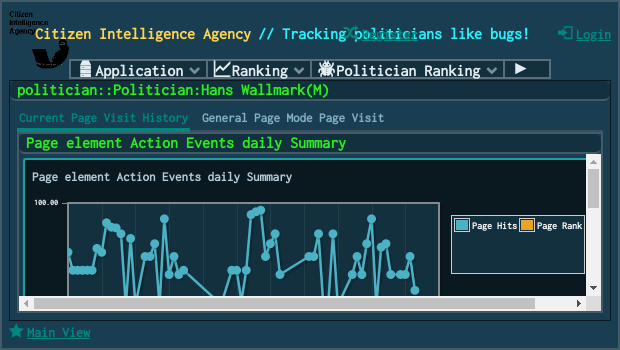 Citizen
Intelligence
Agency
Citizen Intelligence Agency // Tracking politicians like bugs!
Register
Login
Application
Ranking
Politician Ranking
politician::Politician:Hans Wallmark(M)
Current Page Visit History
General Page Mode Page Visit
Page element Action Events daily Summary
Page element Action Events daily Summary
100.00
Page Hits
Page Rank
Main View